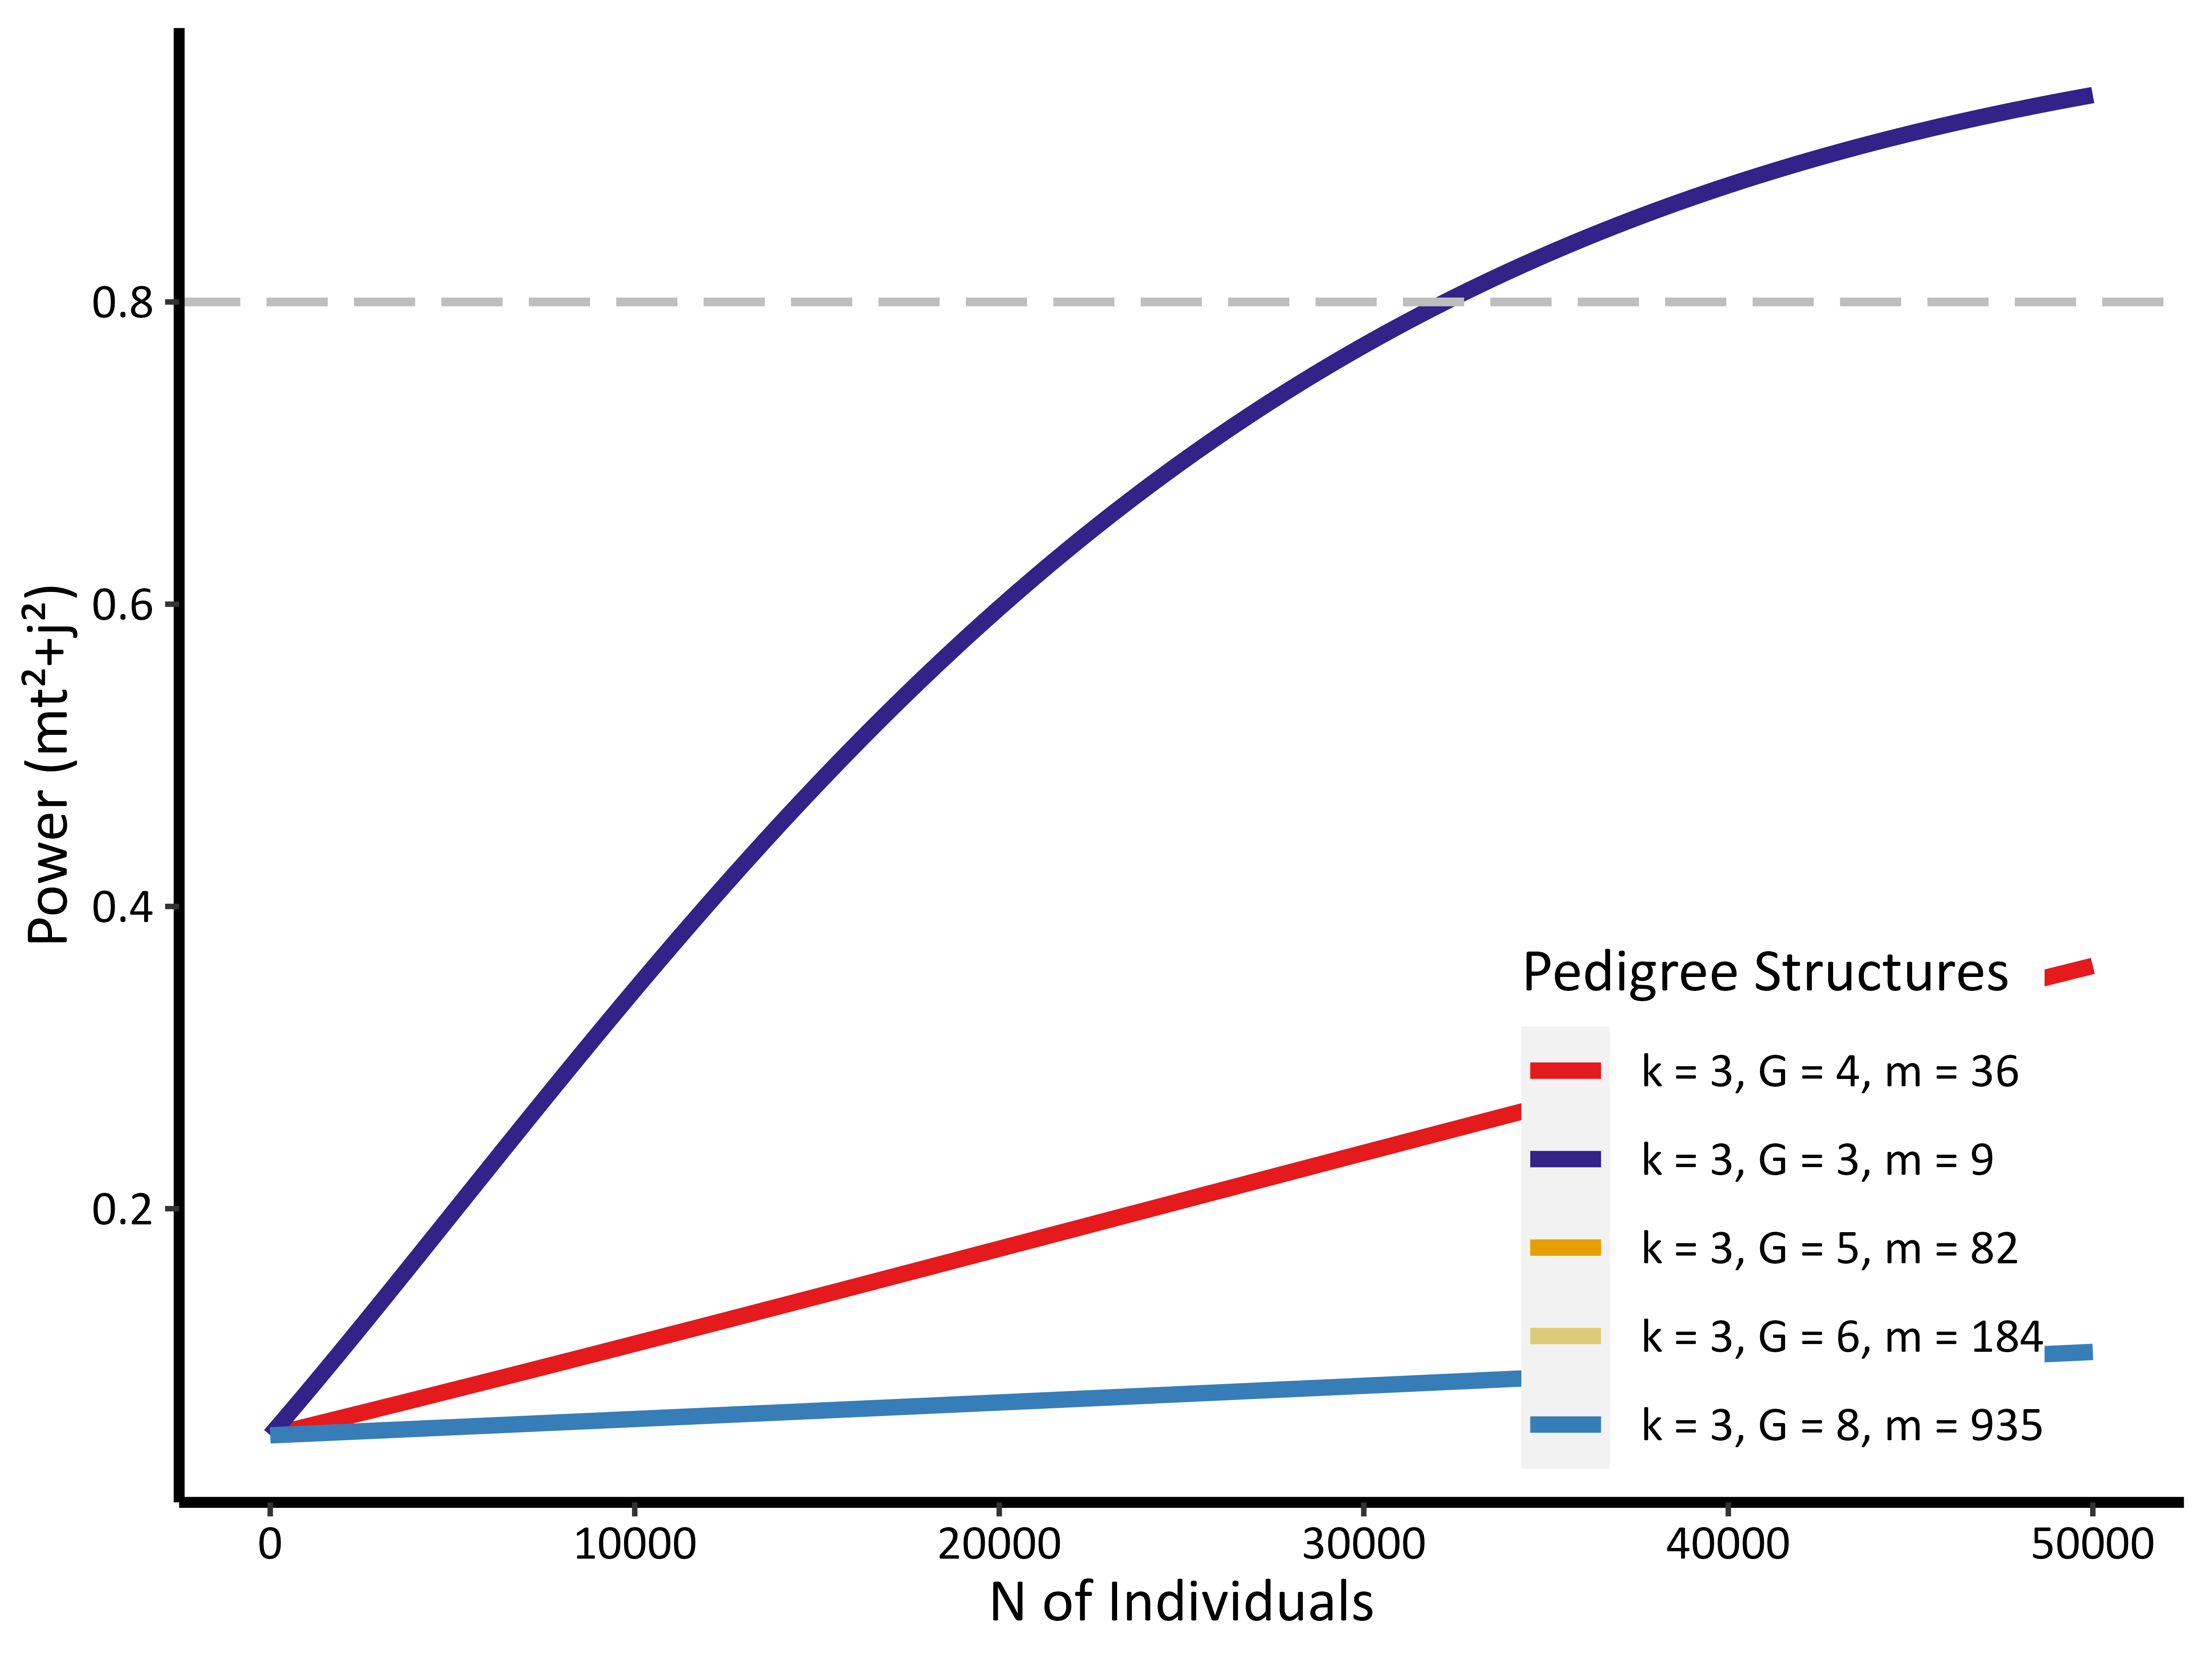 Power (mt²+j²)
0.8
0.6
0.4
0.2
Pedigree Structures
k = 3, G = 4, m = 36
k = 3, G = 3, m = 9
k = 3, G = 5, m = 82
k = 3, G = 6, m = 184
k = 3, G = 8, m = 935
0 10000 20000 30000 40000 50000
N of Individuals